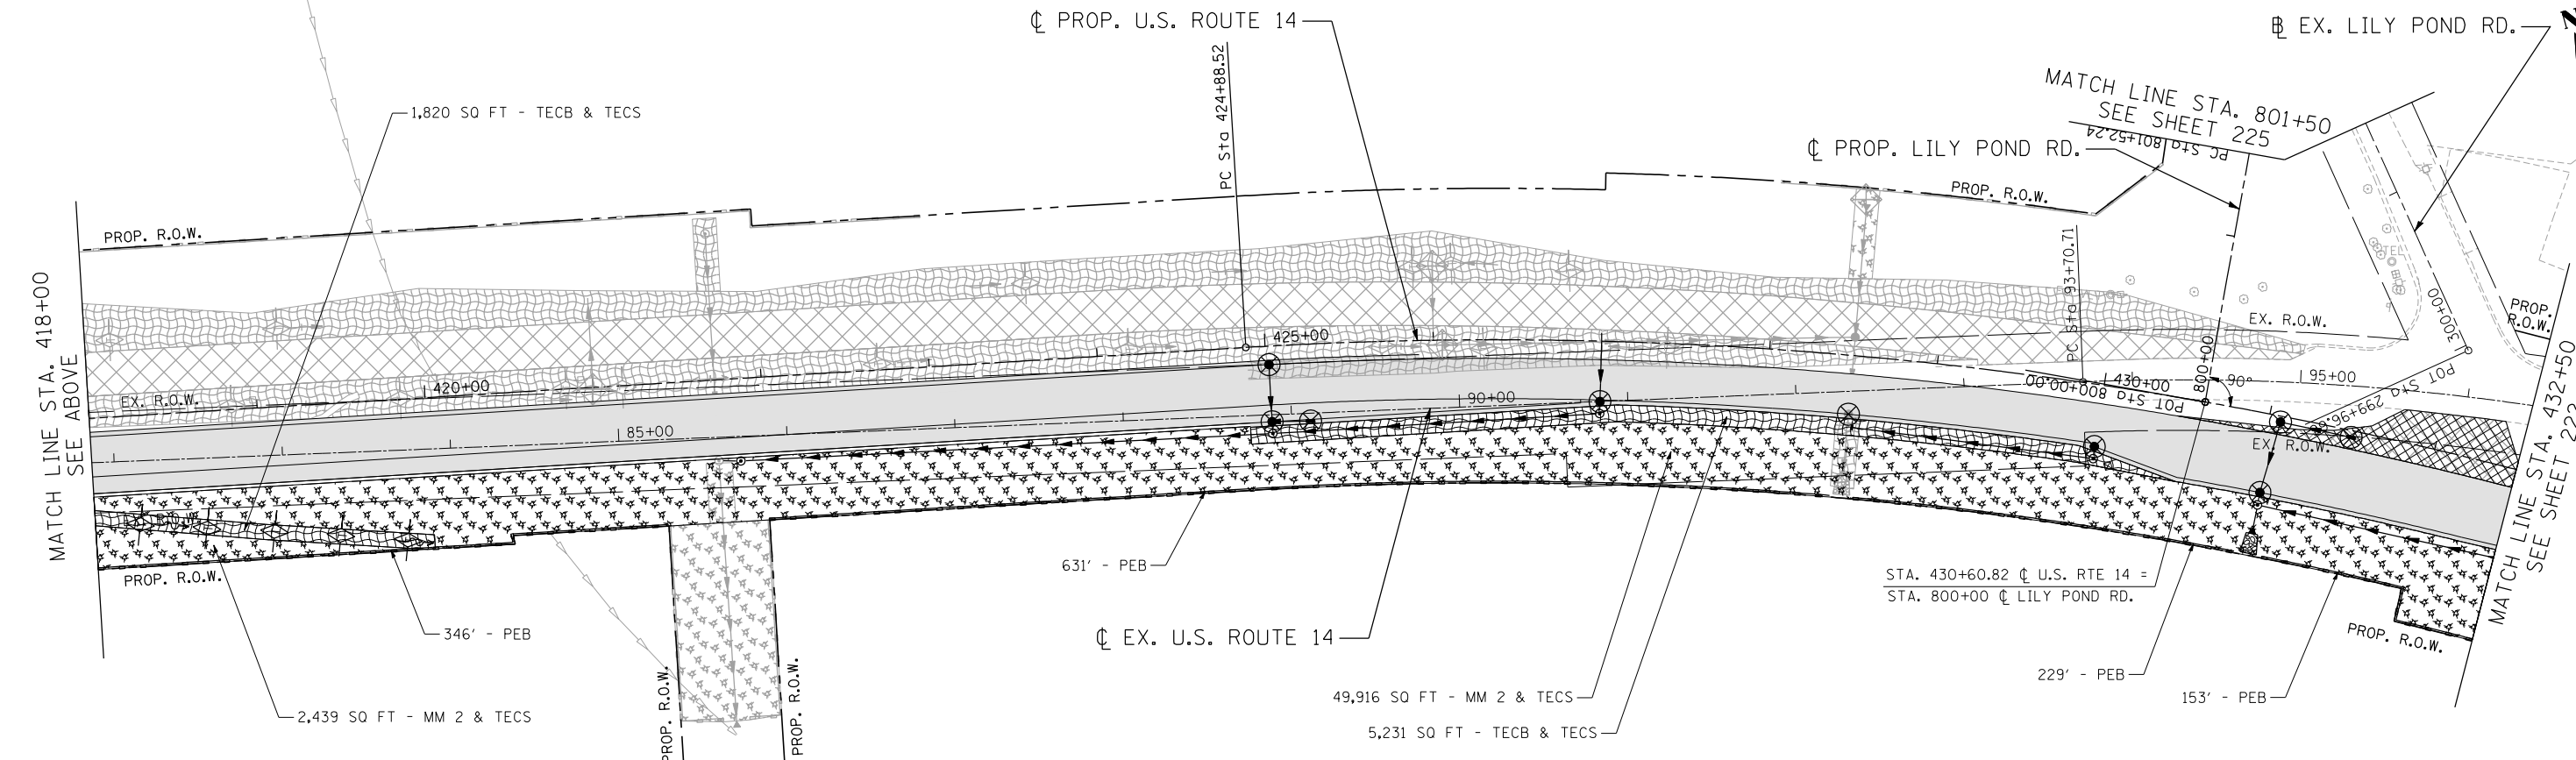 ℄ PROP. U.S. ROUTE 14
⅊ EX. LILY POND RD.
MATCH LINE STA. 801+50
SEE SHEET 225
PC Sta 801+52.24
℄ PROP. LILY POND RD.
1,820 SQ FT - TECB & TECS
PC Sta 424+88.52
PROP. R.O.W.
PROP. R.O.W.
PC Sta 93+70.71
MATCH LINE STA. 418+00
SEE ABOVE
EX. R.O.W.
420+00
425+00
EX. R.O.W.
PROP.
R.O.W.
300+00
POT Sta 299+96
800+00
90°
430+00
95+00
POT Sta 800+00.00
85+00
90+00
EX. R.O.W.
EX. R.O.W.
TEL
MATCH LINE STA. 432+50
SEE SHEET
PROP. R.O.W.
631' - PEB
346' - PEB
STA. 430+60.82 ℄ U.S. RTE 14 =
STA. 800+00 ℄ LILY POND RD.
℄ EX. U.S. ROUTE 14
PROP. R.O.W.
PROP. R.O.W.
PROP. R.O.W.
229' - PEB
153' - PEB
2,439 SQ FT - MM 2 & TECS
49,916 SQ FT - MM 2 & TECS
5,231 SQ FT - TECB & TECS